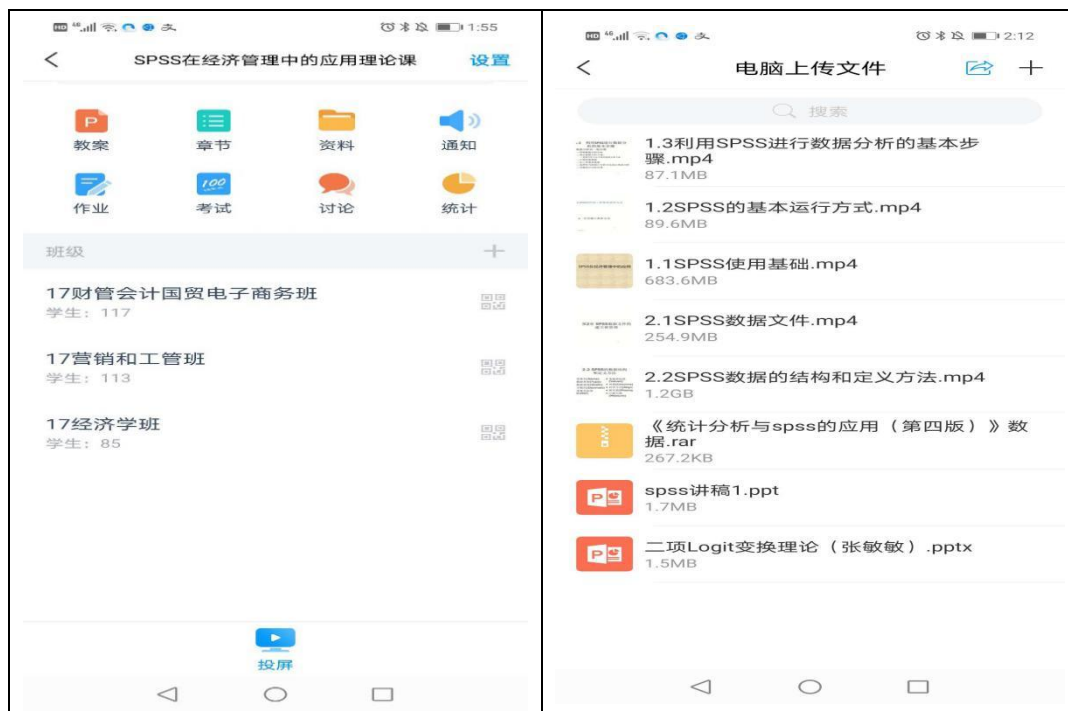 HD 46 1:55
SPSS在经济管理中的应用理论课 设置
教案 章节 资料 通知
100
作业 考试 讨论 统计
班级
17财管会计国贸电子商务班
学生：117
17营销和工管班
学生：113
17经济学班
学生：85
投屏
HD 46 2:12
电脑上传文件
搜索
1.3利用SPSS进行数据分析的基本步
骤.mp4
87.1MB
1.2SPSS的基本运行方式.mp4
89.6MB
1.1SPSS使用基础.mp4
683.6MB
2.1SPSS数据文件.mp4
254.9MB
2.2SPSS数据的结构和定义方法.mp4
1.2GB
《统计分析与spss的应用（第四版）》数
据.rar
267.2KB
spss讲稿1.ppt
1.7MB
二项Logit变换理论（张敏敏）.pptx
1.5MB